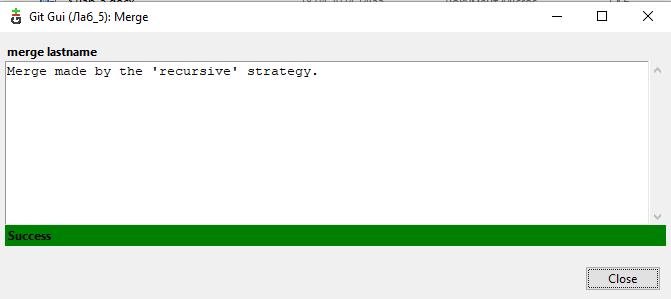 Git Gui (Ла6_5): Merge
merge lastname
Merge made by the 'recursive' strategy.
Success
Close